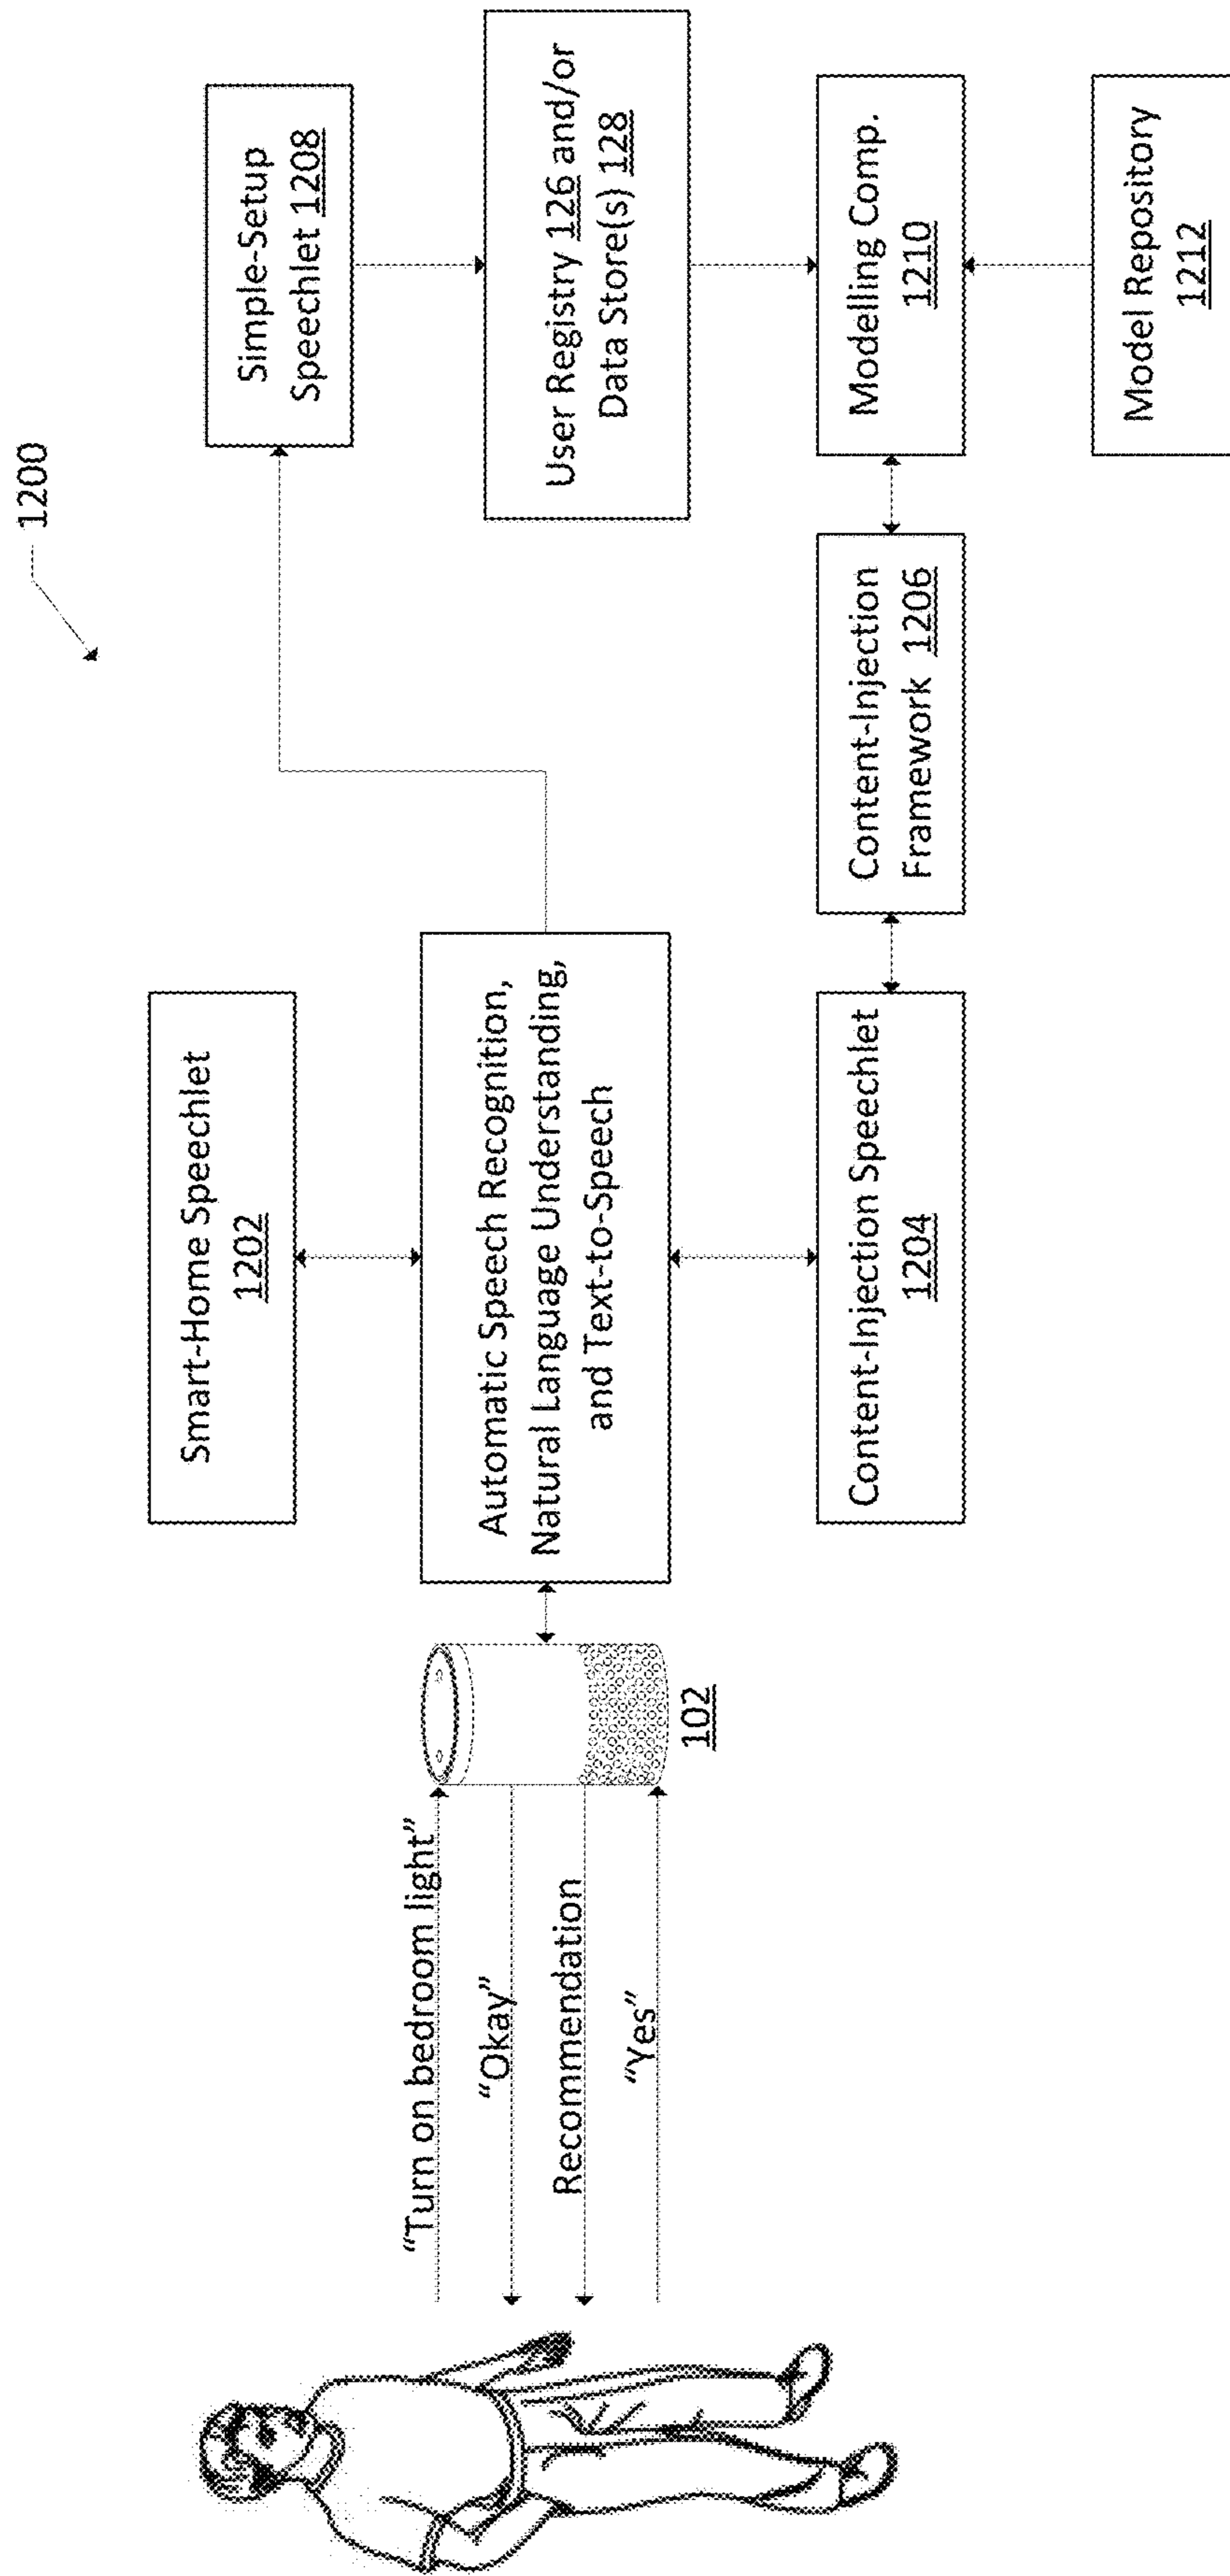 1200
Smart-Home Speechlet
1202
Simple-Setup
Speechlet 1208
"Turn on bedroom light"
"Okay"
Recommendation
"Yes"
102
Automatic Speech Recognition,
Natural Language Understanding,
and Text-to-Speech
User Registry 126 and/or
Data Store(s) 128
Content-Injection Speechlet
1204
Content-Injection
Framework 1206
Modelling Comp.
1210
Model Repository
1212